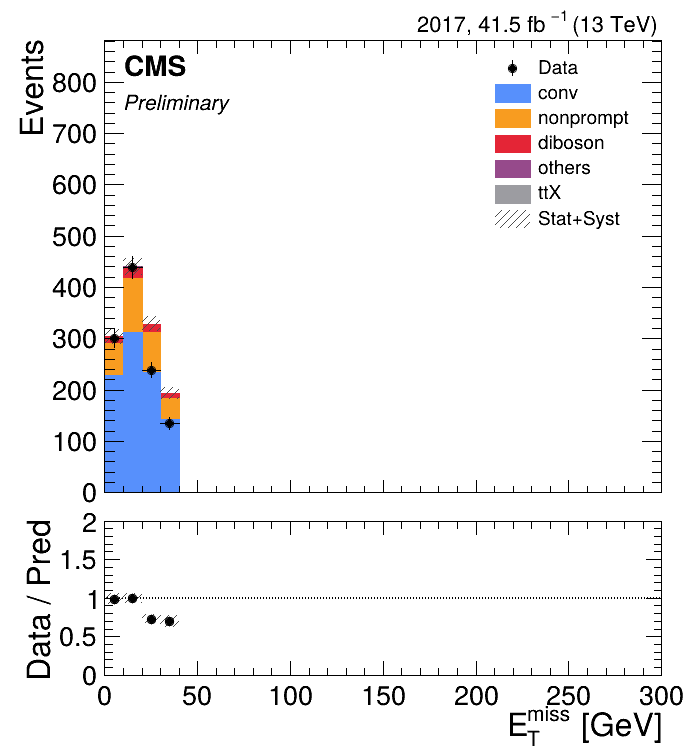 2017, 41.5 fb⁻¹ (13 TeV)
Events
CMS
Preliminary
Data
conv
nonprompt
diboson
others
ttX
Stat+Syst
800
700
600
500
400
300
200
100
0
Data / Pred
2
1.5
1
0.5
0
0 50 100 150 200 250 300
E_T^miss [GeV]